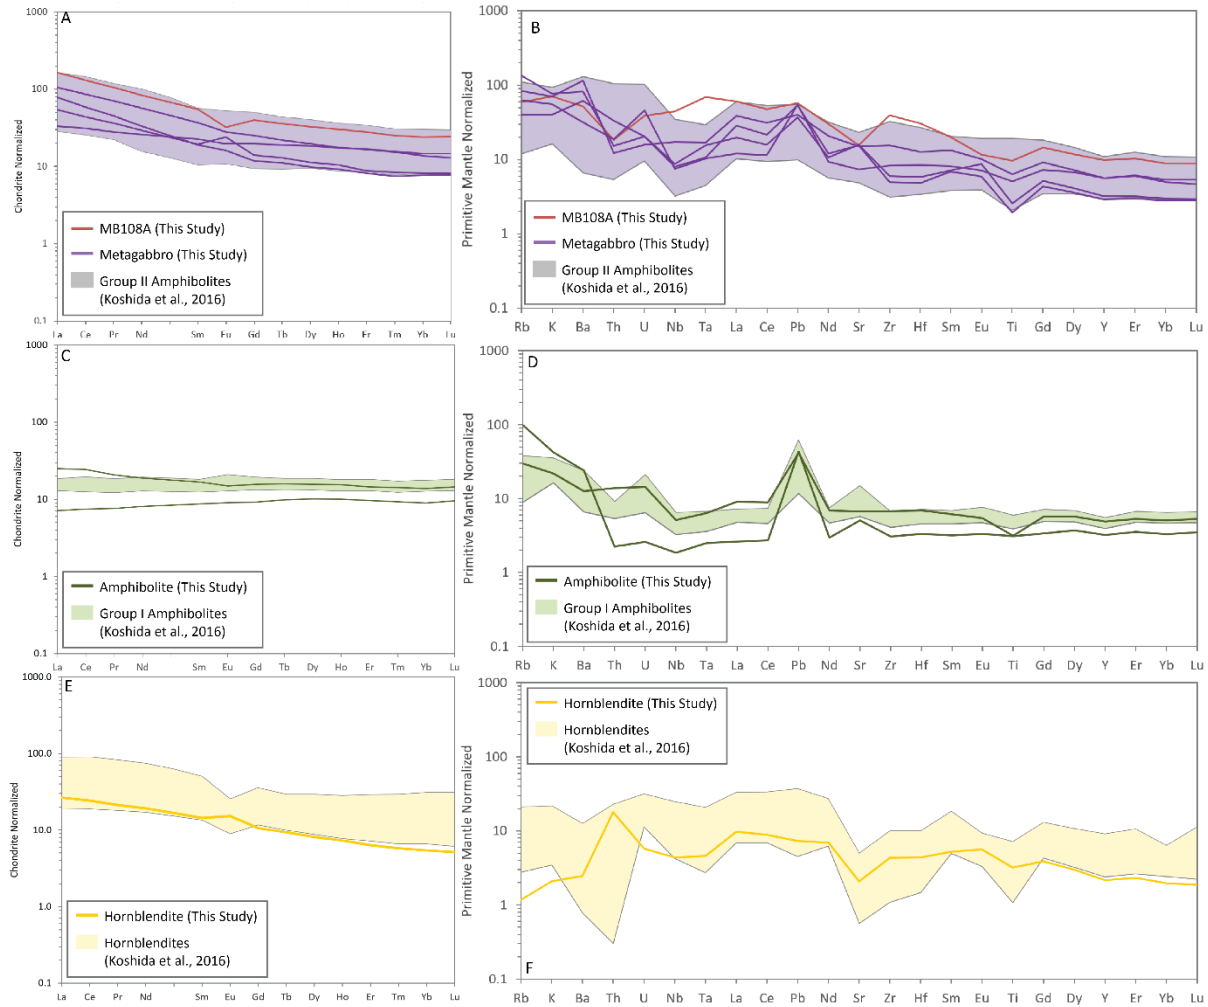 A
Chondrite Normalized
1000
100
10
1
0.1
MB108A (This Study)
Metagabbro (This Study)
Group II Amphibolites
(Koshida et al., 2016)
La Ce Pr Nd Sm Eu Gd Tb Dy Ho Er Tm Yb Lu
B
Primitive Mantle Normalized
1000
100
10
1
0.1
MB108A (This Study)
Metagabbro (This Study)
Group II Amphibolites
(Koshida et al., 2016)
Rb K Ba Th U Nb Ta La Ce Pb Nd Sr Zr Hf Sm Eu Ti Gd Dy Y Er Yb Lu
C
Chondrite Normalized
1000
100
10
1
0.1
Amphibolite (This Study)
Group I Amphibolites
(Koshida et al., 2016)
La Ce Pr Nd Sm Eu Gd Tb Dy Ho Er Tm Yb Lu
D
Primitive Mantle Normalized
1000
100
10
1
0.1
Amphibolite (This Study)
Group I Amphibolites
(Koshida et al., 2016)
Rb K Ba Th U Nb Ta La Ce Pb Nd Sr Zr Hf Sm Eu Ti Gd Dy Y Er Yb Lu
E
Chondrite Normalized
1000.0
100.0
10.0
1.0
0.1
Hornblendite (This Study)
Hornblendites
(Koshida et al., 2016)
La Ce Pr Nd Sm Eu Gd Tb Dy Ho Er Tm Yb Lu
Primitive Mantle Normalized
1000
100
10
1
0.1
Hornblendite (This Study)
Hornblendites
(Koshida et al., 2016)
F
Rb K Ba Th U Nb Ta La Ce Pb Nd Sr Zr Hf Sm Eu Ti Gd Dy Y Er Yb Lu